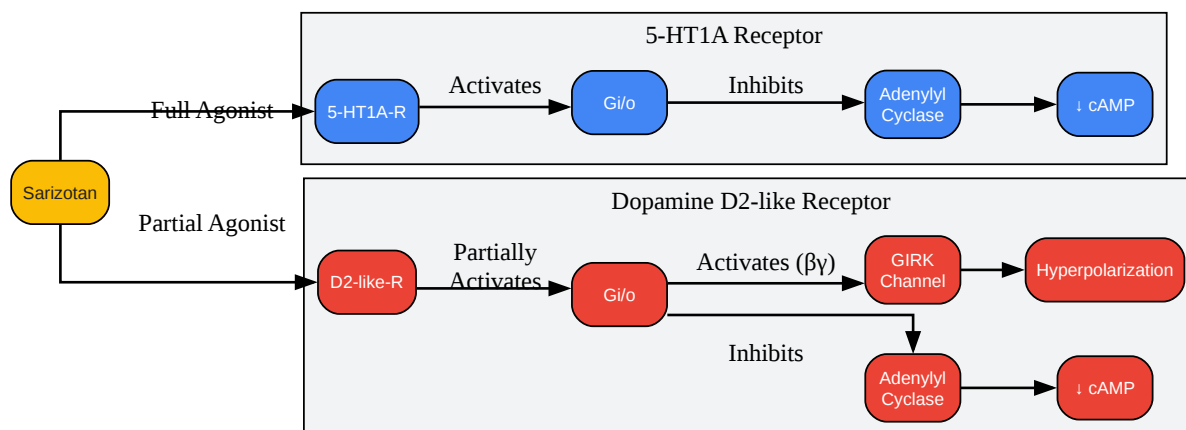 5-HT1A Receptor
Full Agonist
5-HT1A-R
Activates
Gi/o
Inhibits
Adenylyl
Cyclase
↓ cAMP
Sarizotan
Partial Agonist
Dopamine D2-like Receptor
D2-like-R
Partially
Activates
Gi/o
Activates (βγ)
GIRK
Channel
Hyperpolarization
Inhibits
Adenylyl
Cyclase
↓ cAMP